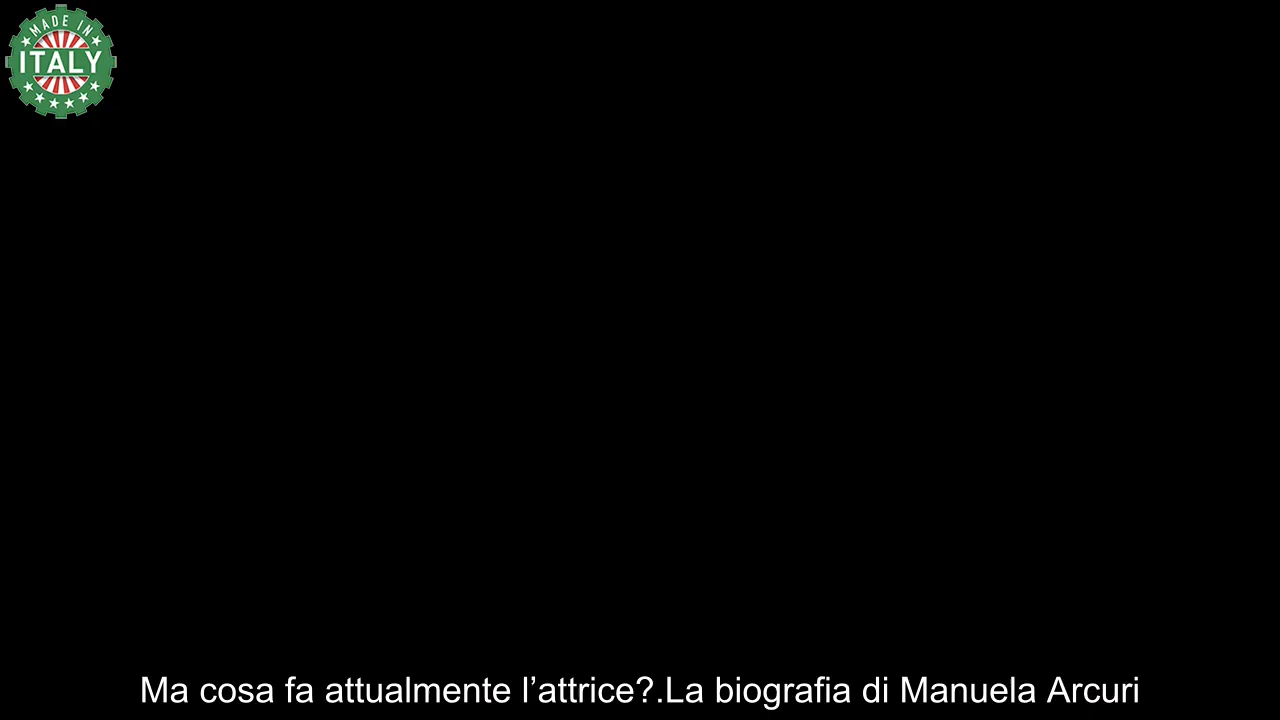 MADE IN
ITALY
Ma cosa fa attualmente l’attrice?.La biografia di Manuela Arcuri